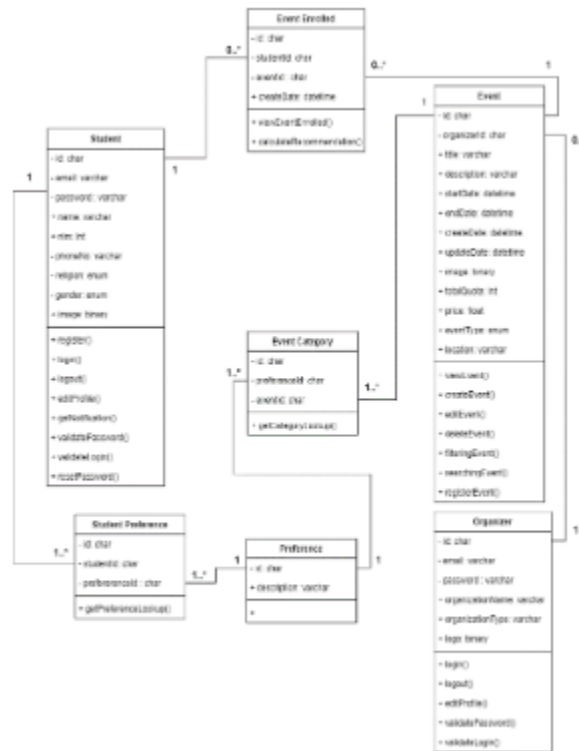 Event Enrolled
- id: char
- studentId: char
- eventId: char
+ createDate: datetime
+ viewEventEnrolled()
+ calculateRecommendation()
0..*
0..*
1
1
1
1
Student
- id: char
- email: varchar
- password: varchar
+ name: varchar
+ nim: int
- phoneNo: varchar
- religion: enum
- gender: enum
+ image: binary
+ register()
+ login()
+ logout()
+ editProfile()
+ getNotification()
+ validatePassword()
+ validateLogin()
+ resetPassword()
Event
- id: char
- organizerId: char
+ title: varchar
+ description: varchar
+ startDate: datetime
+ endDate: datetime
+ createDate: datetime
+ updateDate: datetime
- image: binary
+ totalQuota: int
+ price: float
+ eventType: enum
+ location: varchar
- viewEvent()
+ createEvent()
+ editEvent()
+ deleteEvent()
+ filteringEvent()
+ searchingEvent()
+ registerEvent()
Event Category
- id: char
- preferenceId: char
- eventId: char
+ getCategoryLookup()
1..*
1..*
Student Preference
- id: char
- studentId: char
- preferenceId : char
+ getPreferenceLookup()
1..*
1..*
1
1
Preference
- id: char
+ description: varchar
+
Organizer
- id: char
- email: varchar
- password : varchar
+ organizationName: varchar
+ organizationType: varchar
+ logo: binary
+ login()
+ logout()
+ editProfile()
+ validatePassword()
+ validateLogin()
1